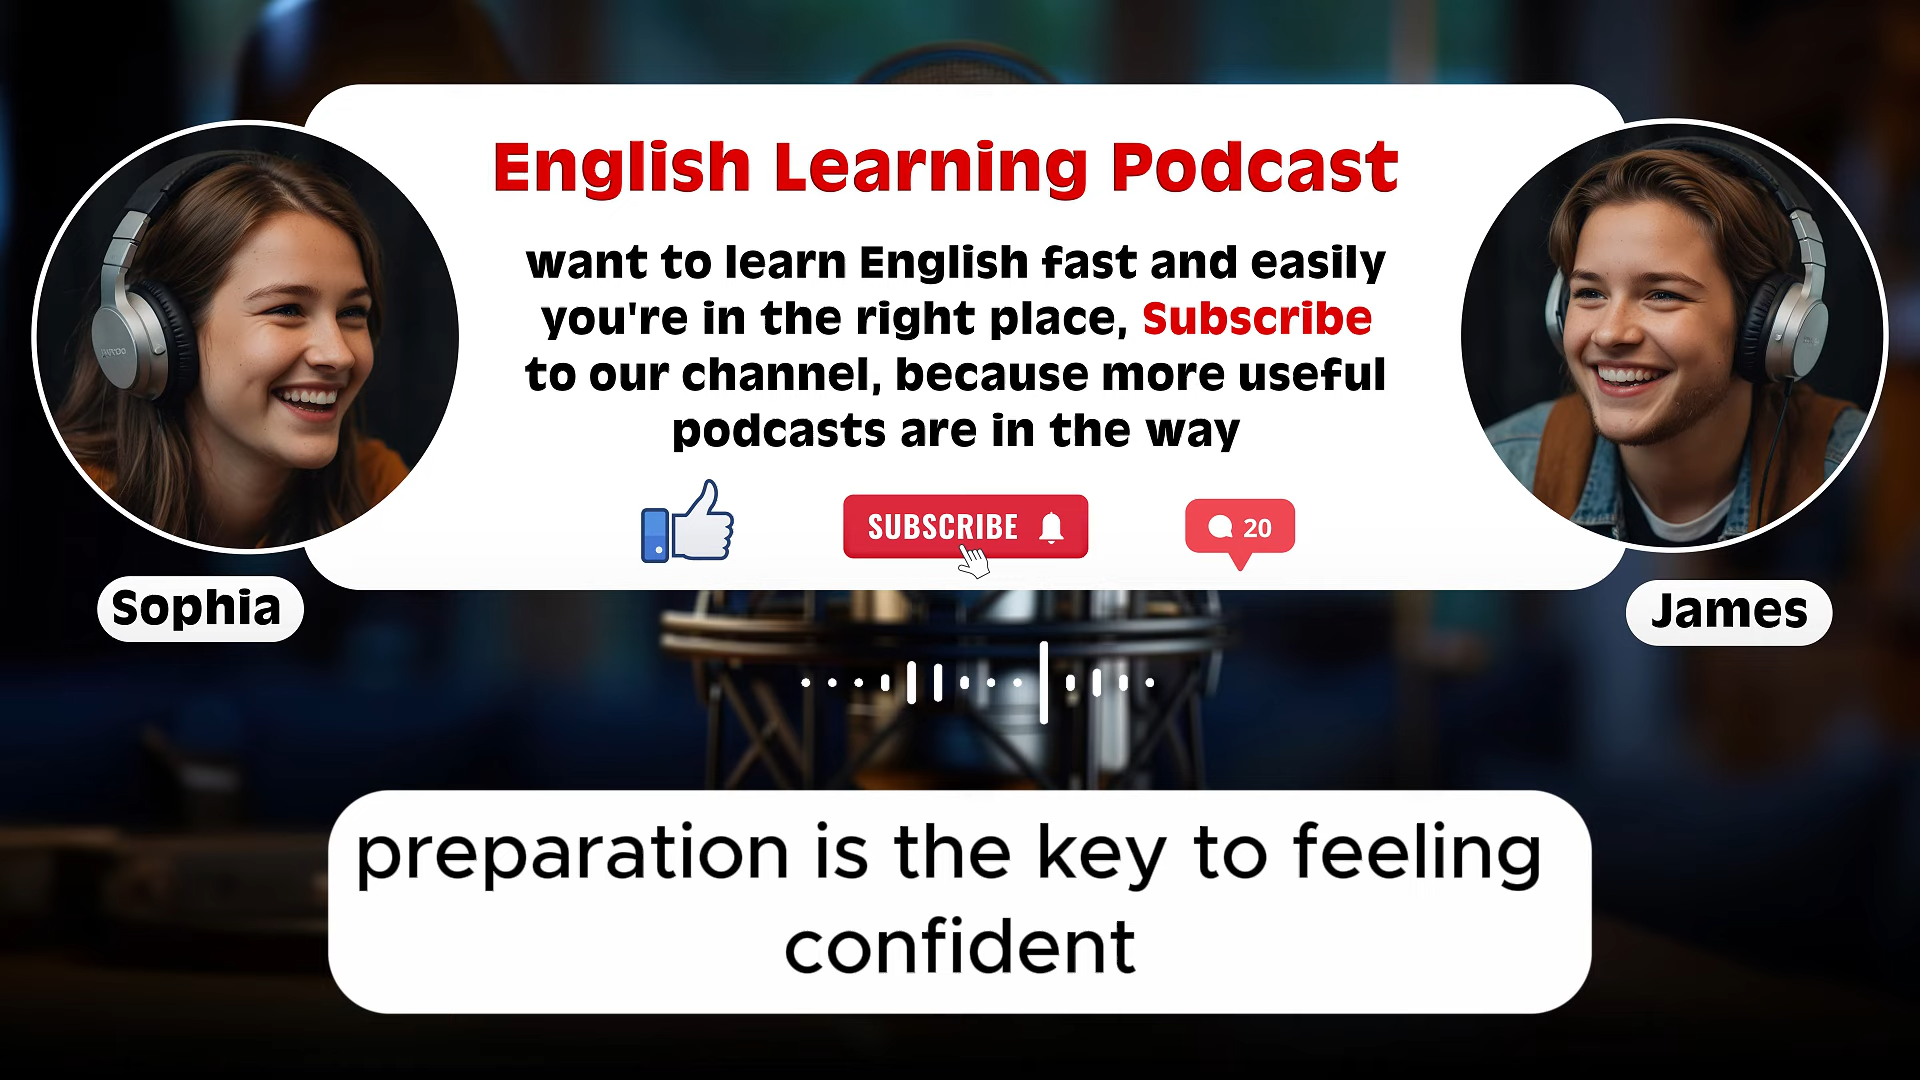 English Learning Podcast
want to learn English fast and easily
you're in the right place, Subscribe
to our channel, because more useful
podcasts are in the way
SUBSCRIBE
20
Sophia
James
preparation is the key to feeling
confident